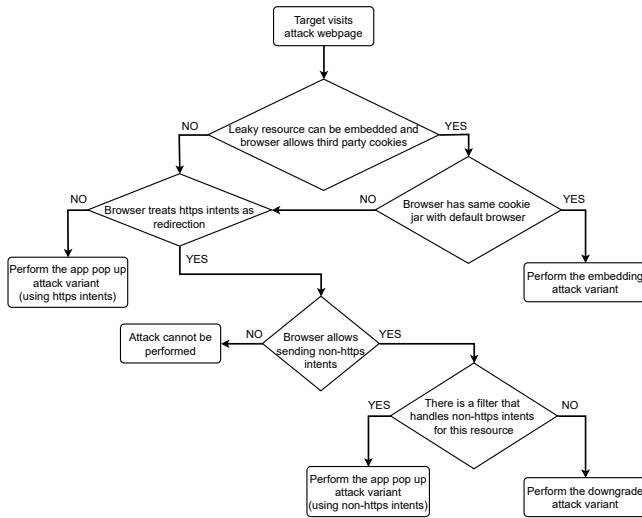 Target visits
attack webpage
NO
Leaky resource can be embedded and
browser allows third party cookies
YES
NO
Browser treats https intents as
redirection
NO
Browser has same cookie
jar with default browser
YES
Perform the app pop up
attack variant
(using https intents)
YES
Perform the embedding
attack variant
Attack cannot be
performed
NO
Browser allows
sending non-https
intents
YES
YES
There is a filter that
handles non-https intents
for this resource
NO
Perform the app pop up
attack variant
(using non-https intents)
Perform the downgrade
attack variant